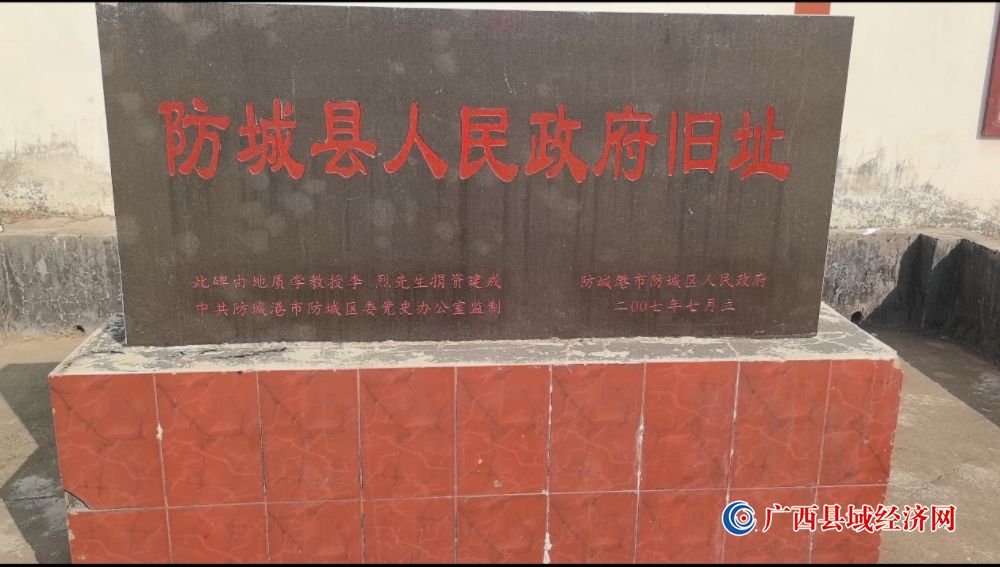 防城县人民政府旧址
此碑由地质学教授李 烈先生捐资建成
中共防城港市防城区委党史办公室监制
防城港市防城区人民政府
二00七年七月立
广西县域经济网